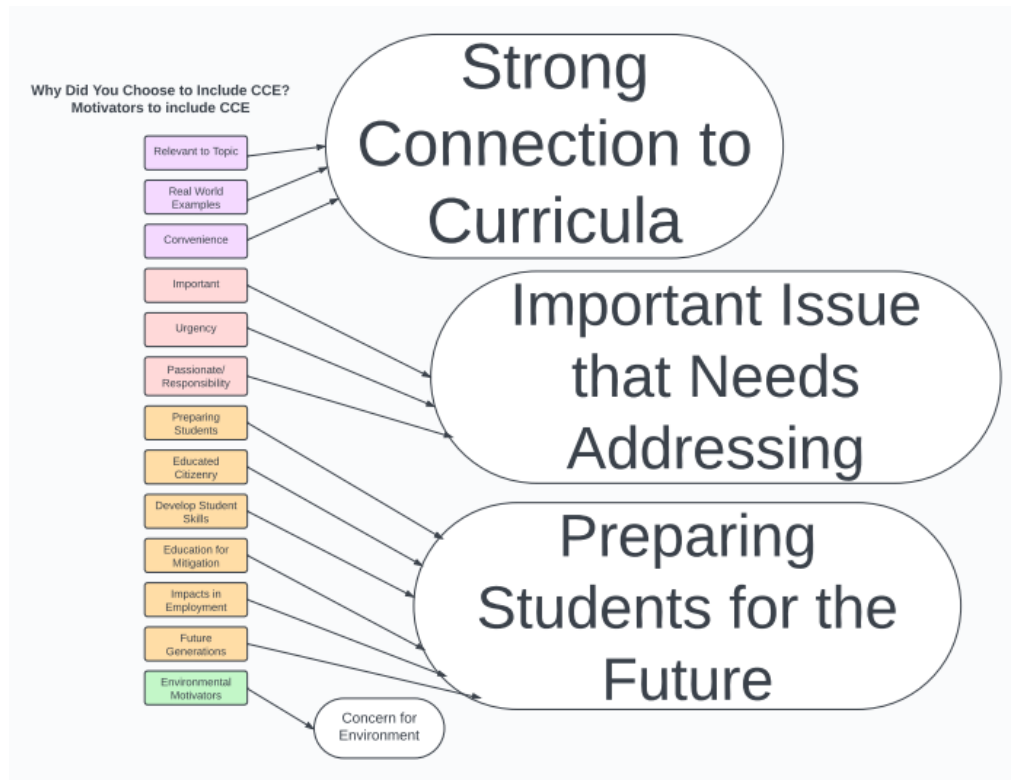 Why Did You Choose to Include CCE?
Motivators to include CCE
Relevant to Topic
Real World
Examples
Convenience
Important
Urgency
Passionate/
Responsibility
Preparing
Students
Educated
Citizenry
Develop Student
Skills
Education for
Mitigation
Impacts in
Employment
Future
Generations
Environmental
Motivators
Strong
Connection to
Curricula
Important Issue
that Needs
Addressing
Preparing
Students for the
Future
Concern for
Environment